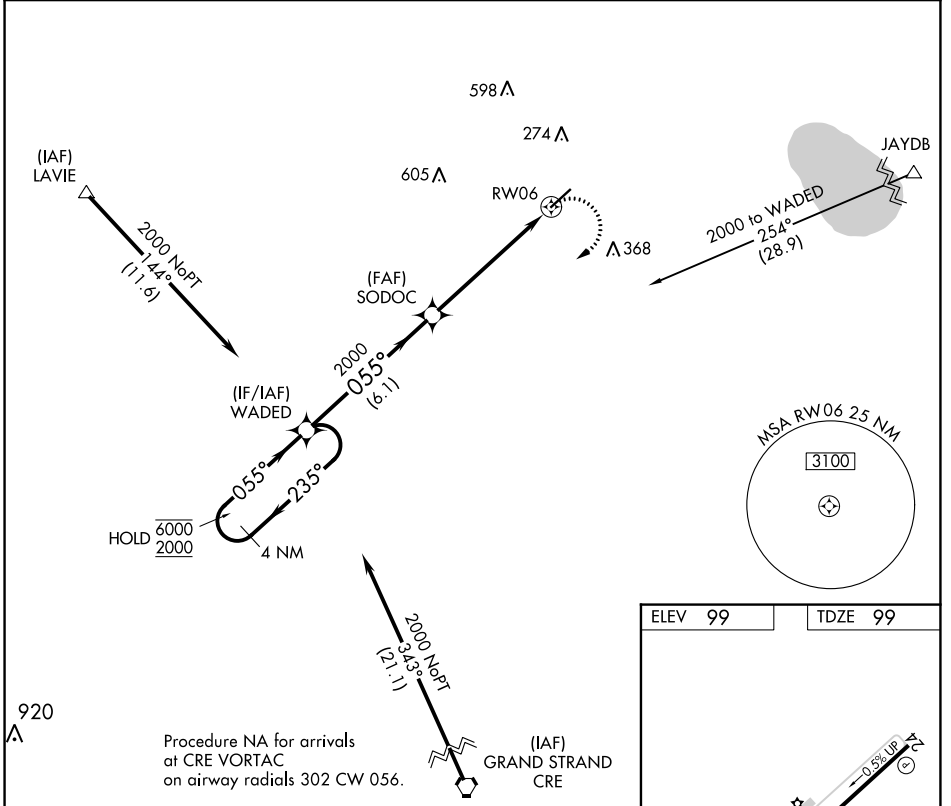 598
274
JAYDB
(IAF)
LAVIE
605
RW06
2000 to WADED
254°
(28.9)
368
2000 NoPT
144°
(11.6)
(FAF)
SODOC
2000
055°
(6.1)
(IF/IAF)
WADED
MSA RW06 25 NM
3100
055°
235°
HOLD 6000
2000
4 NM
2000 NoPT
343°
(21.1)
ELEV 99
TDZE 99
920
Procedure NA for arrivals
at CRE VORTAC
on airway radials 302 CW 056.
(IAF)
GRAND STRAND
CRE
24
0.5% UP
P